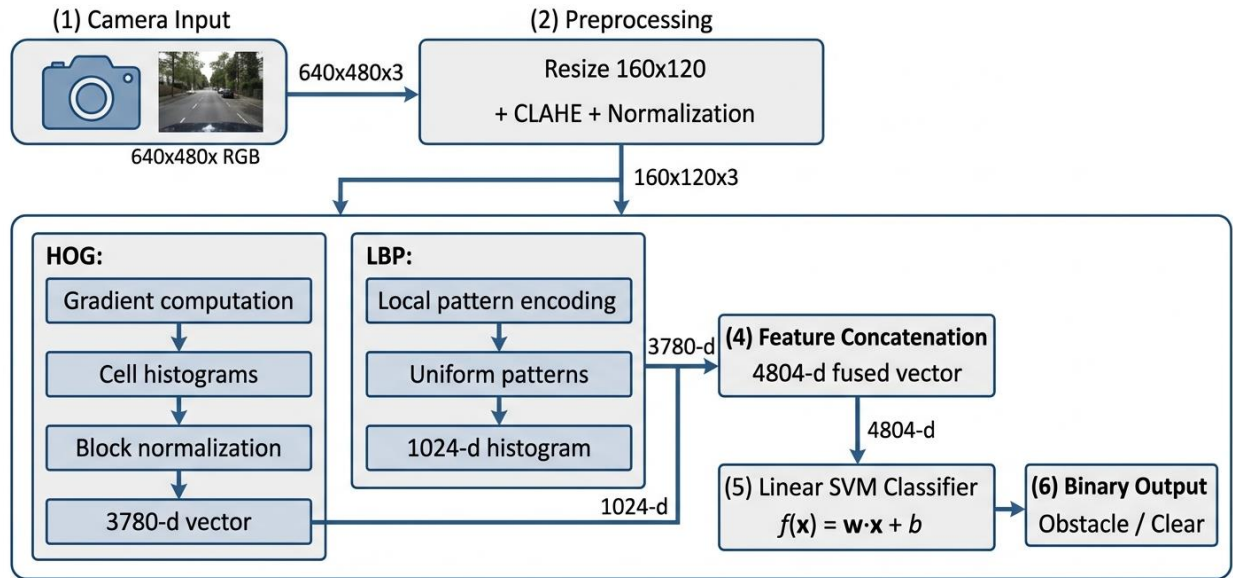 (1) Camera Input
640x480x RGB
640x480x3
(2) Preprocessing
Resize 160x120
+ CLAHE + Normalization
160x120x3
HOG:
Gradient computation
Cell histograms
Block normalization
3780-d vector
LBP:
Local pattern encoding
Uniform patterns
1024-d histogram
3780-d
1024-d
(4) Feature Concatenation
4804-d fused vector
4804-d
(5) Linear SVM Classifier
f(x) = w·x + b
(6) Binary Output
Obstacle / Clear